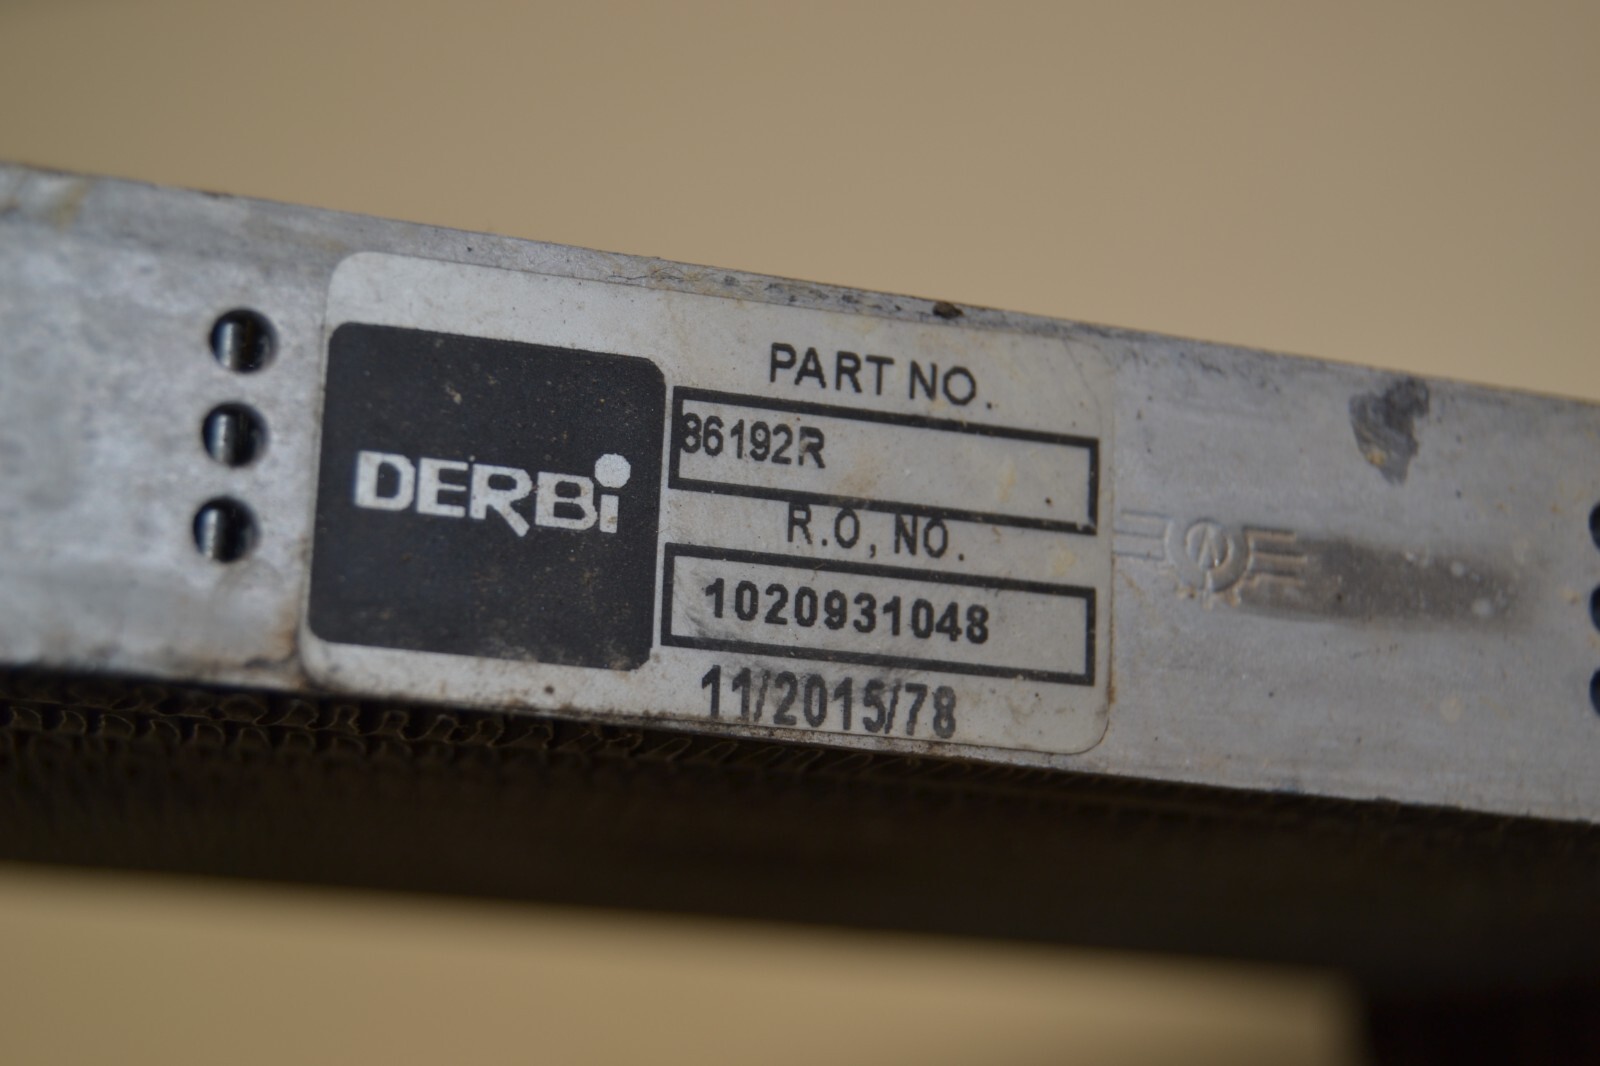 DERBi
PART NO.
86192R
R.O, NO.
1020931048
11/2015/78